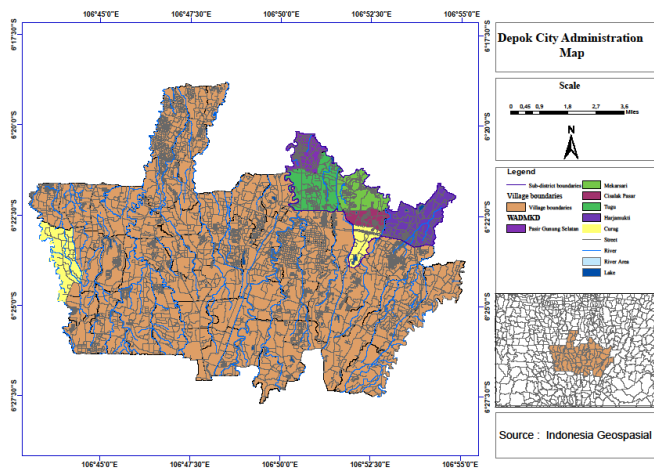 106°45'0"E 106°47'30"E 106°50'0"E 106°52'30"E 106°55'0"E
6°17'30"S 6°17'30"S
6°20'0"S 6°20'0"S
6°22'30"S 6°22'30"S
6°25'0"S 6°25'0"S
6°27'30"S 6°27'30"S
106°45'0"E 106°47'30"E 106°50'0"E 106°52'30"E 106°55'0"E
Depok City Administration
Map
Scale
0 0,45 0,9 1,8 2,7 3,6
Miles
N
Legend
Sub-district boundaries
Village boundaries
Village boundaries
WADMKD
Pasir Gunung Selatan
Mekarsari
Cisalak Pasar
Tugu
Harjamukti
Curug
Street
River
River Area
Lake
Source : Indonesia Geospasial